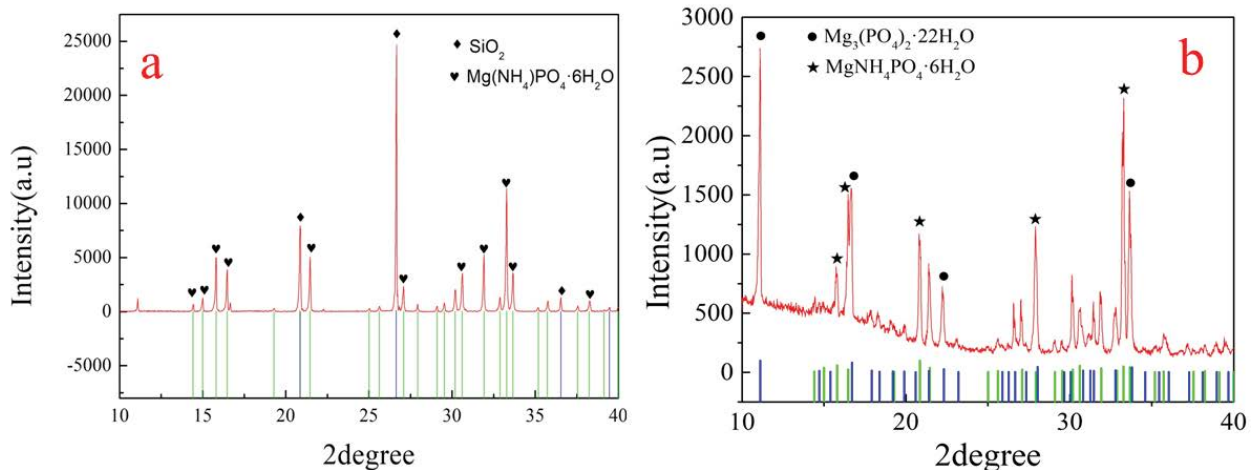 a
◆ SiO₂
♥ Mg(NH₄)PO₄·6H₂O
25000
20000
15000
10000
5000
0
-5000
Intensity(a.u)
10 15 20 25 30 35 40
2degree
b
● Mg₃(PO₄)₂·22H₂O
★ MgNH₄PO₄·6H₂O
3000
2500
2000
1500
1000
500
0
Intensity(a.u)
10 20 30 40
2degree